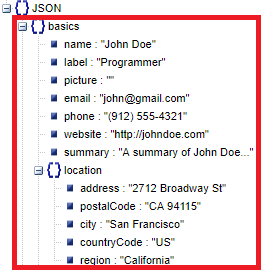 JSON
basics
name : "John Doe"
label : "Programmer"
picture : ""
email : "john@gmail.com"
phone : "(912) 555-4321"
website : "http://johndoe.com"
summary : "A summary of John Doe..."
location
address : "2712 Broadway St"
postalCode : "CA 94115"
city : "San Francisco"
countryCode : "US"
region : "California"